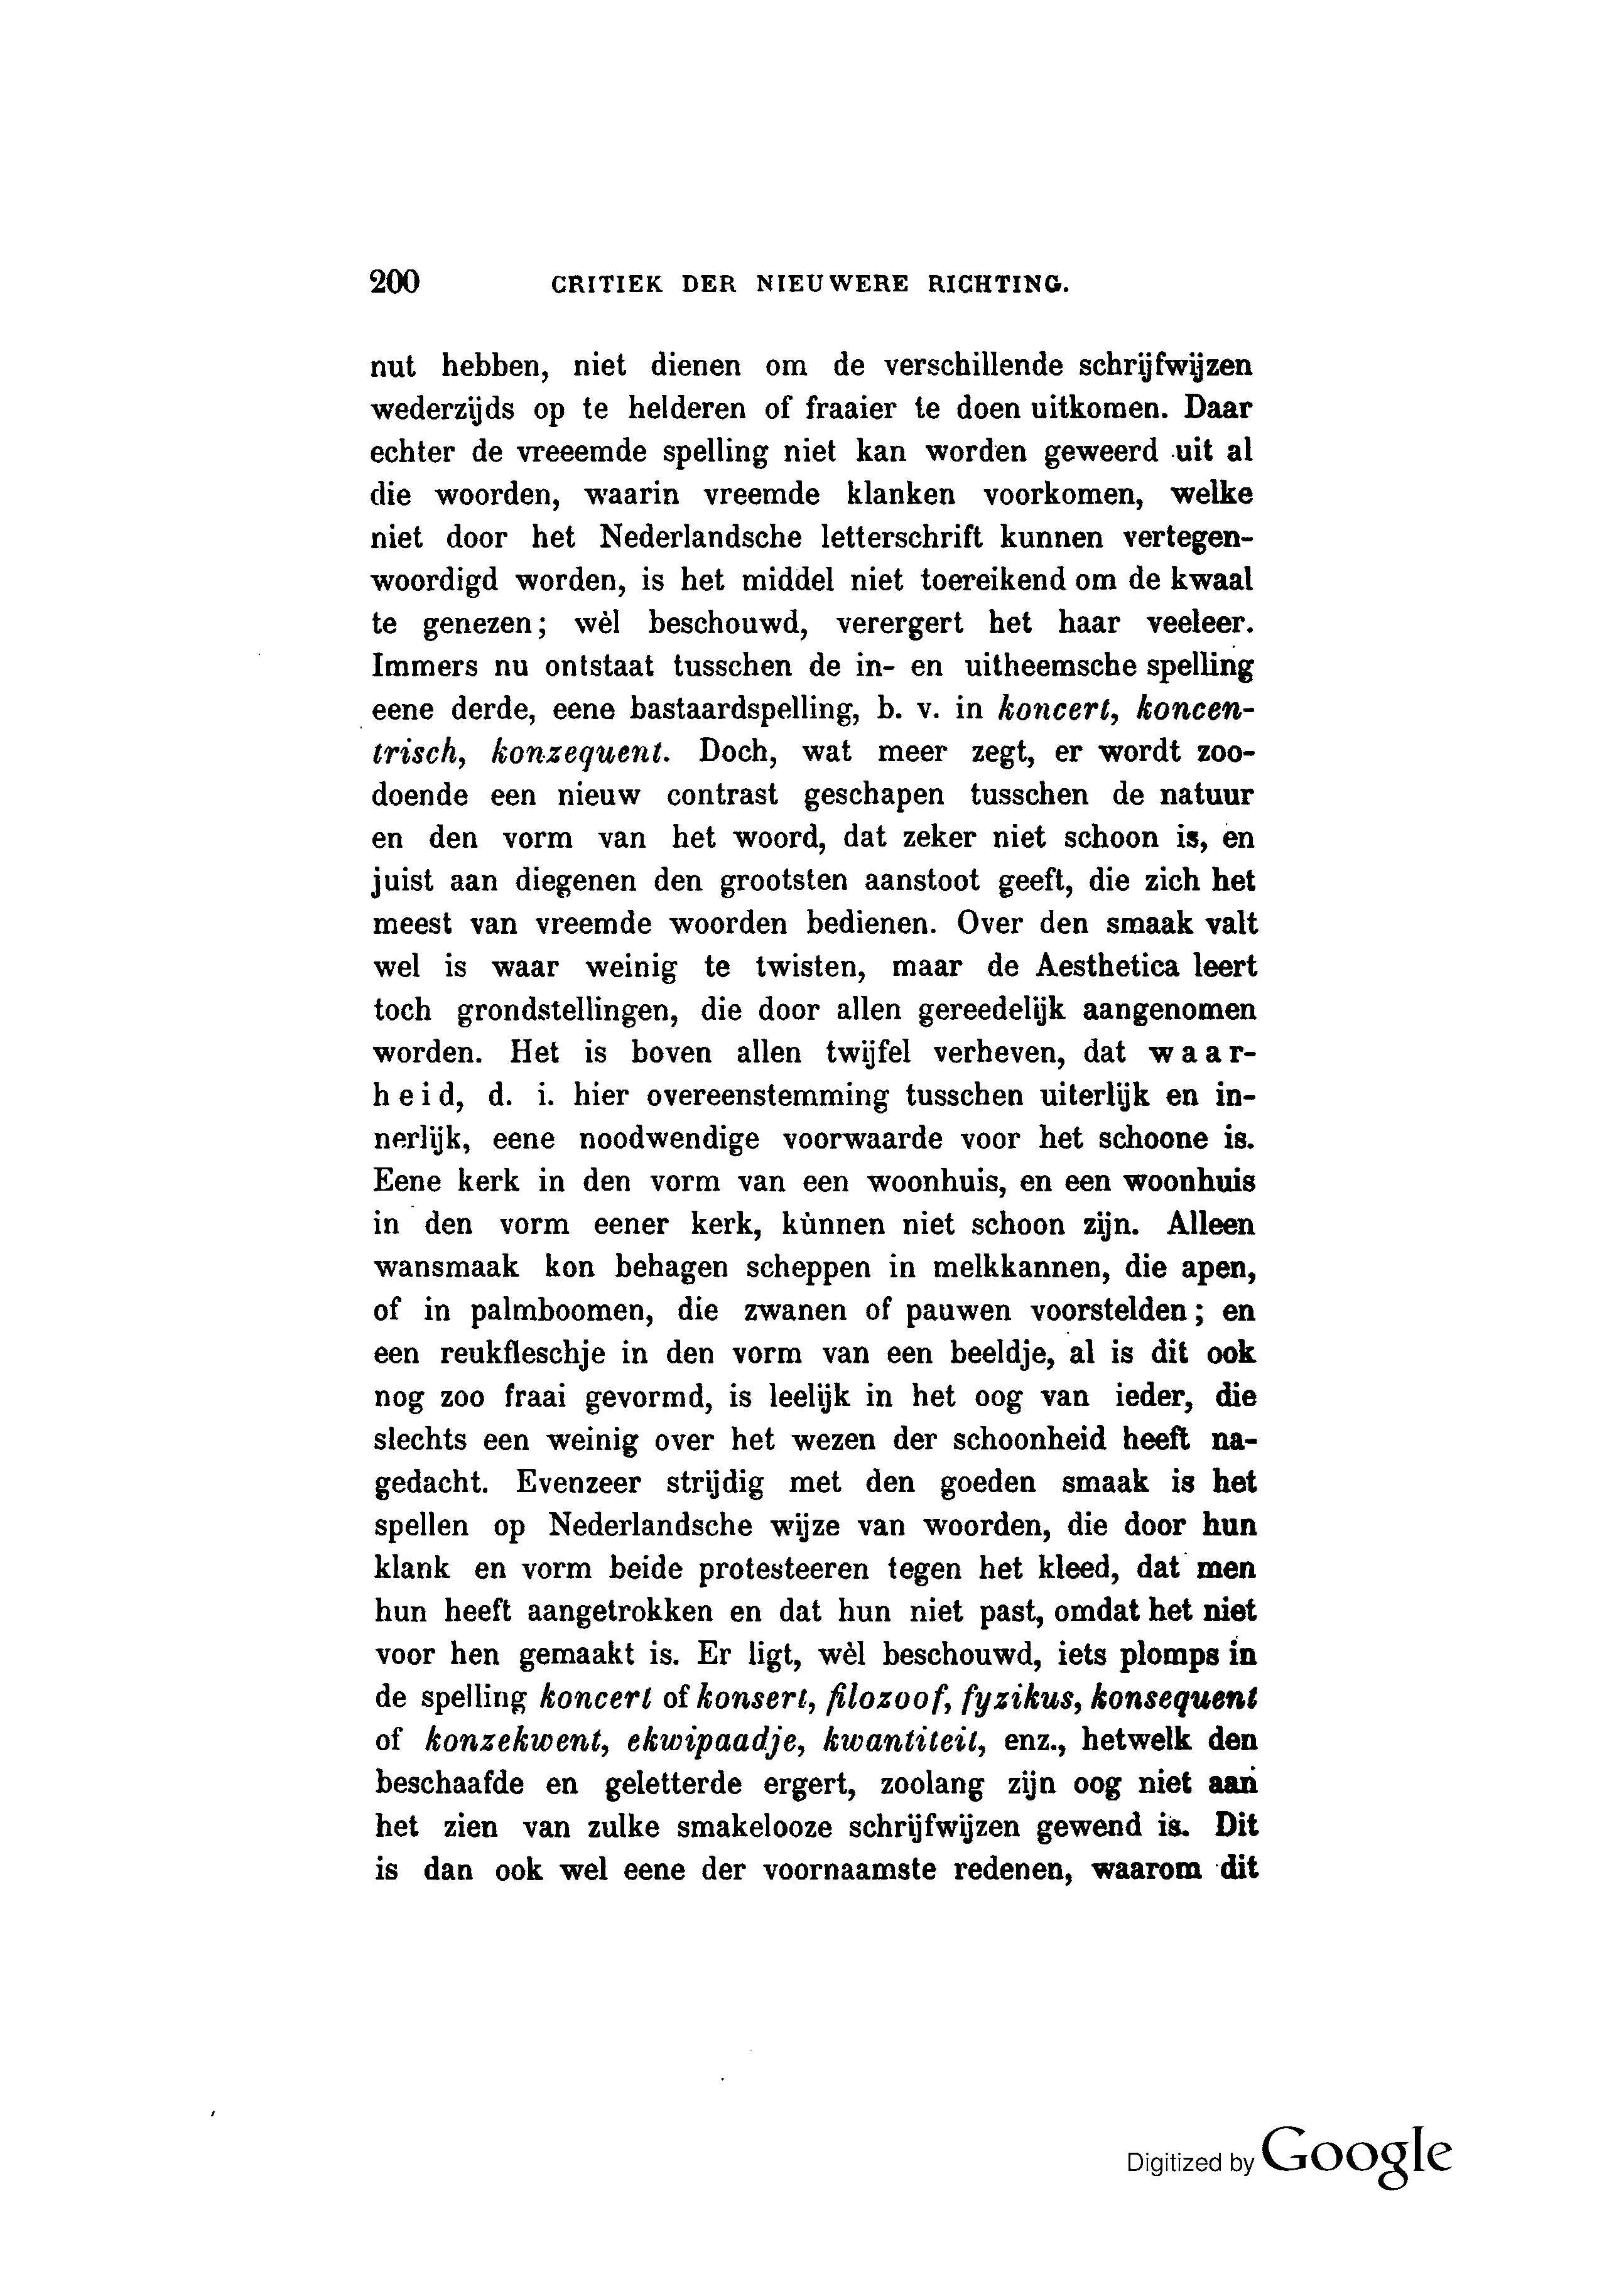 200 CRITIEK DER NIEUWERE RICHTING.
nut hebben, niet dienen om de verschillende schrijfwijzen
wederzijds op te helderen of fraaier te doen uitkomen. Daar
echter de vreeemde spelling niet kan worden geweerd uit al
die woorden, waarin vreemde klanken voorkomen, welke
niet door het Nederlandsche letterschrift kunnen vertegen-
woordigd worden, is het middel niet toereikend om de kwaal
te genezen; wèl beschouwd, verergert het haar veeleer.
Immers nu ontstaat tusschen de in- en uitheemsche spelling
eene derde, eene bastaardspelling, b. v. in koncert, koncen-
trisch, konzequent. Doch, wat meer zegt, er wordt zoo-
doende een nieuw contrast geschapen tusschen de natuur
en den vorm van het woord, dat zeker niet schoon is, en
juist aan diegenen den grootsten aanstoot geeft, die zich het
meest van vreemde woorden bedienen. Over den smaak valt
wel is waar weinig te twisten, maar de Aesthetica leert
toch grondstellingen, die door allen gereedelijk aangenomen
worden. Het is boven allen twijfel verheven, dat waar-
heid, d. i. hier overeenstemming tusschen uiterlijk en in-
nerlijk, eene noodwendige voorwaarde voor het schoone is.
Eene kerk in den vorm van een woonhuis, en een woonhuis
in den vorm eener kerk, kùnnen niet schoon zijn. Alleen
wansmaak kon behagen scheppen in melkkannen, die apen,
of in palmboomen, die zwanen of pauwen voorstelden; en
een reukfleschje in den vorm van een beeldje, al is dit ook
nog zoo fraai gevormd, is leelijk in het oog van ieder, die
slechts een weinig over het wezen der schoonheid heeft na-
gedacht. Evenzeer strijdig met den goeden smaak is het
spellen op Nederlandsche wijze van woorden, die door hun
klank en vorm beide protesteeren tegen het kleed, dat men
hun heeft aangetrokken en dat hun niet past, omdat het niet
voor hen gemaakt is. Er ligt, wèl beschouwd, iets plomps in
de spelling koncert of konsert, filozoof, fyzikus, konsequent
of konzekwent, ekwipaadje, kwantiteit, enz., hetwelk den
beschaafde en geletterde ergert, zoolang zijn oog niet aan
het zien van zulke smakelooze schrijfwijzen gewend is. Dit
is dan ook wel eene der voornaamste redenen, waarom dit
Digitized by Google